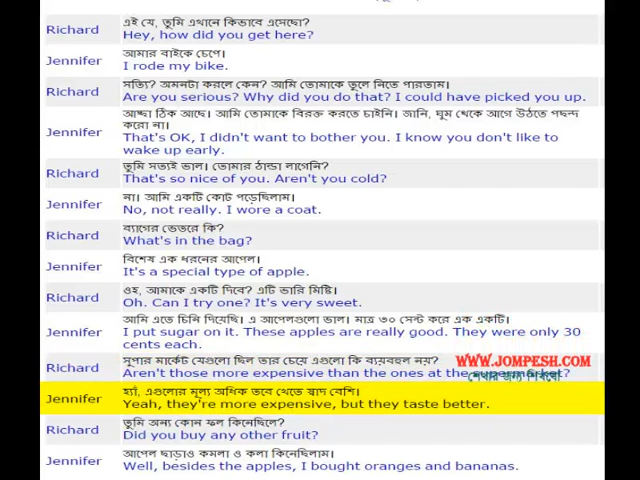 Richard এই যে, তুমি এখানে কিভাবে এসেছো?
Hey, how did you get here?
Jennifer আমার বাইকে চেপে।
I rode my bike.
Richard সত্যি? অমনটা করলে কেন? আমি তোমাকে তুলে নিতে পারতাম।
Are you serious? Why did you do that? I could have picked you up.
Jennifer আচ্ছা ঠিক আছে। আমি তোমাকে বিরক্ত করতে চাইনি। জানি, ঘুম থেকে আগে উঠতে পছন্দ
করো না।
That's OK, I didn't want to bother you. I know you don't like to
wake up early.
Richard তুমি সত্যই ভাল। তোমার ঠান্ডা লাগেনি?
That's so nice of you. Aren't you cold?
Jennifer না। আমি একটি কোট পড়েছিলাম।
No, not really. I wore a coat.
Richard ব্যাগের ভেতরে কি?
What's in the bag?
Jennifer বিশেষ এক ধরনের আপেল।
It's a special type of apple.
Richard ওহ, আমাকে একটি দিবে? এটি ভারি মিষ্টি।
Oh. Can I try one? It's very sweet.
Jennifer আমি এতে চিনি দিয়েছি। এ আপেলগুলো ভাল। মাত্র ৩০ সেন্ট করে এক একটি।
I put sugar on it. These apples are really good. They were only 30
cents each.
Richard সুপার মার্কেট যেগুলো ছিল তার চেয়ে এগুলো কি ব্যয়বহুল নয়?
Aren't those more expensive than the ones at the supermarket?
WWW.JOMPESH.COM
শেখার জন্য শিখবো
Jennifer হ্যাঁ, এগুলোর মূল্য অধিক তবে খেতে স্বাদ বেশি।
Yeah, they're more expensive, but they taste better.
Richard তুমি অন্য কোন ফল কিনেছিলে?
Did you buy any other fruit?
Jennifer আপেল ছাড়াও কমলা ও কলা কিনেছিলাম।
Well, besides the apples, I bought oranges and bananas.